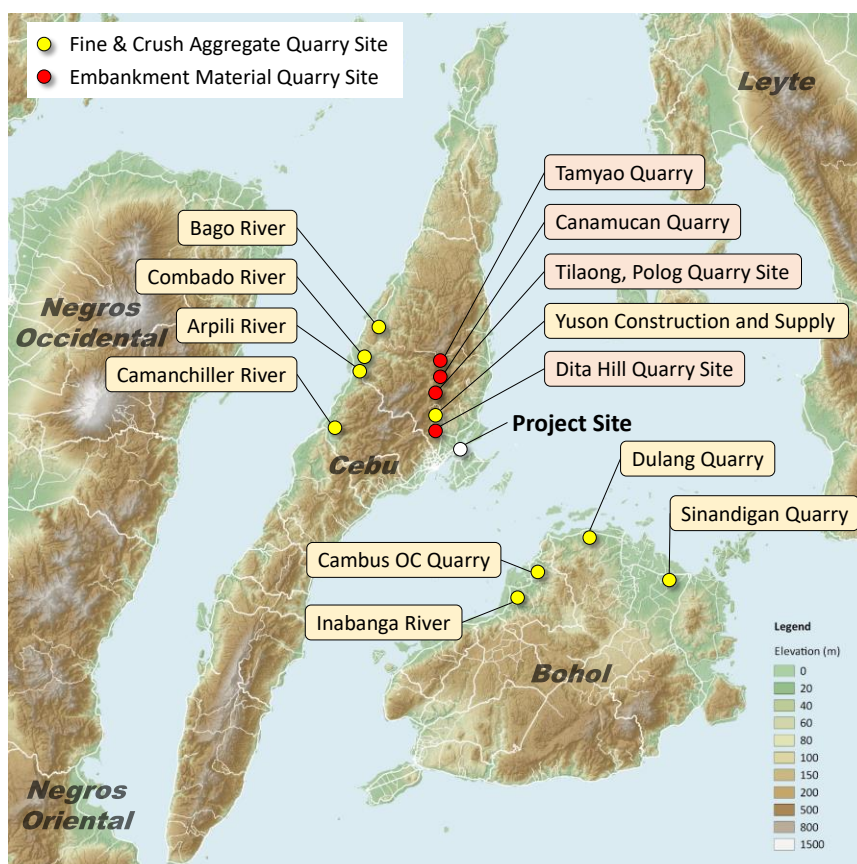 Fine & Crush Aggregate Quarry Site
Embankment Material Quarry Site
Leyte
Tamyao Quarry
Canamucan Quarry
Tilaong, Polog Quarry Site
Yuson Construction and Supply
Dita Hill Quarry Site
Bago River
Combado River
Arpili River
Camanchiller River
Negros
Occidental
Cebu
Project Site
Dulang Quarry
Sinandigan Quarry
Cambus OC Quarry
Inabanga River
Bohol
Negros
Oriental
Legend
Elevation (m)
0
20
40
60
80
100
150
200
500
800
1500